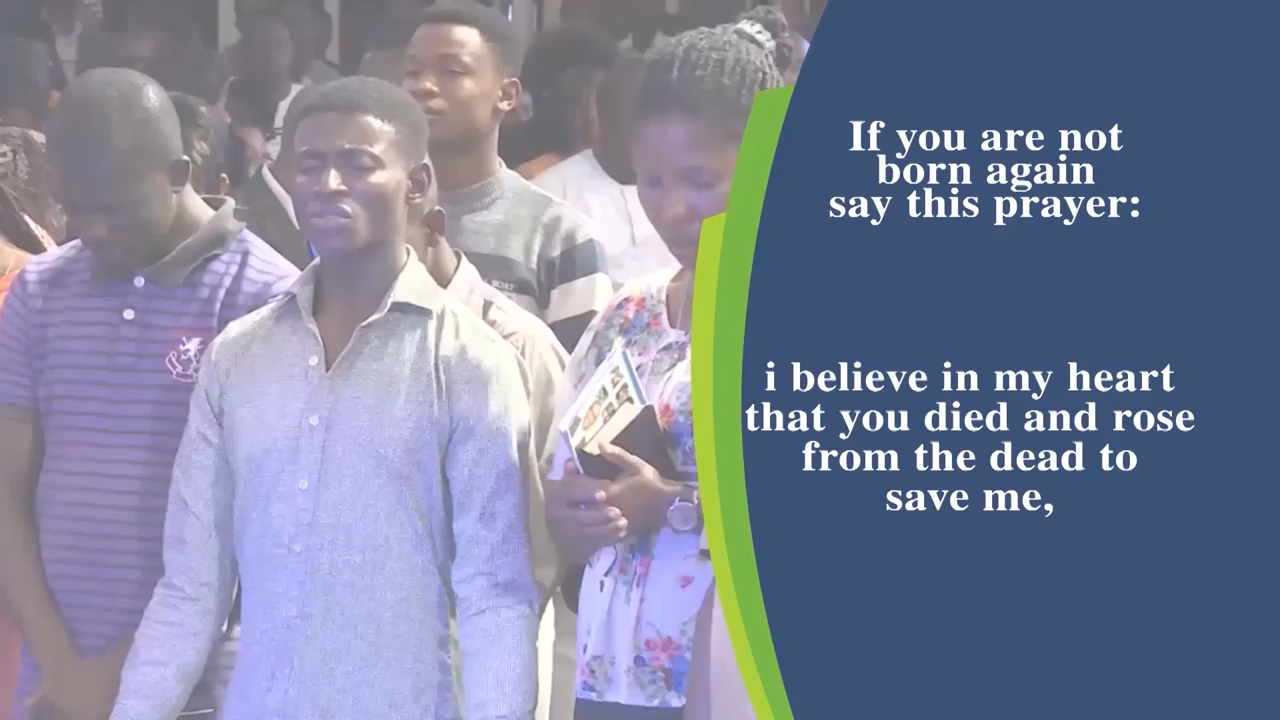 If you are not
born again
say this prayer:
i believe in my heart
that you died and rose
from the dead to
save me,